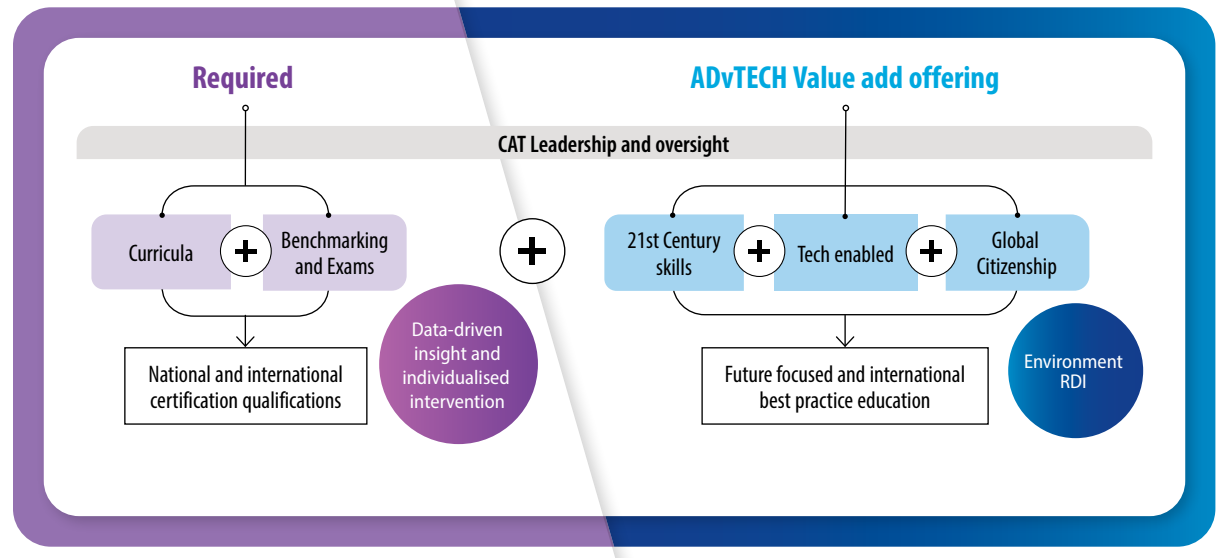 Required
ADvTECH Value add offering
CAT Leadership and oversight
Curricula
Benchmarking
and Exams
21st Century
skills
Tech enabled
Global
Citizenship
Data-driven
insight and
individualised
intervention
National and international
certification qualifications
Future focused and international
best practice education
Environment
RDI